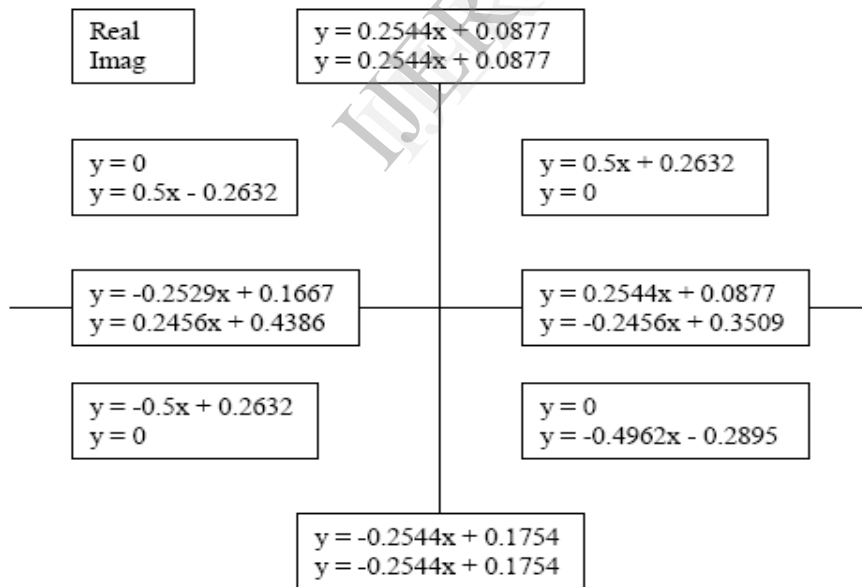 Real
Imag
y = 0.2544x + 0.0877
y = 0.2544x + 0.0877
y = 0
y = 0.5x - 0.2632
y = 0.5x + 0.2632
y = 0
y = -0.2529x + 0.1667
y = 0.2456x + 0.4386
y = 0.2544x + 0.0877
y = -0.2456x + 0.3509
y = -0.5x + 0.2632
y = 0
y = 0
y = -0.4962x - 0.2895
y = -0.2544x + 0.1754
y = -0.2544x + 0.1754